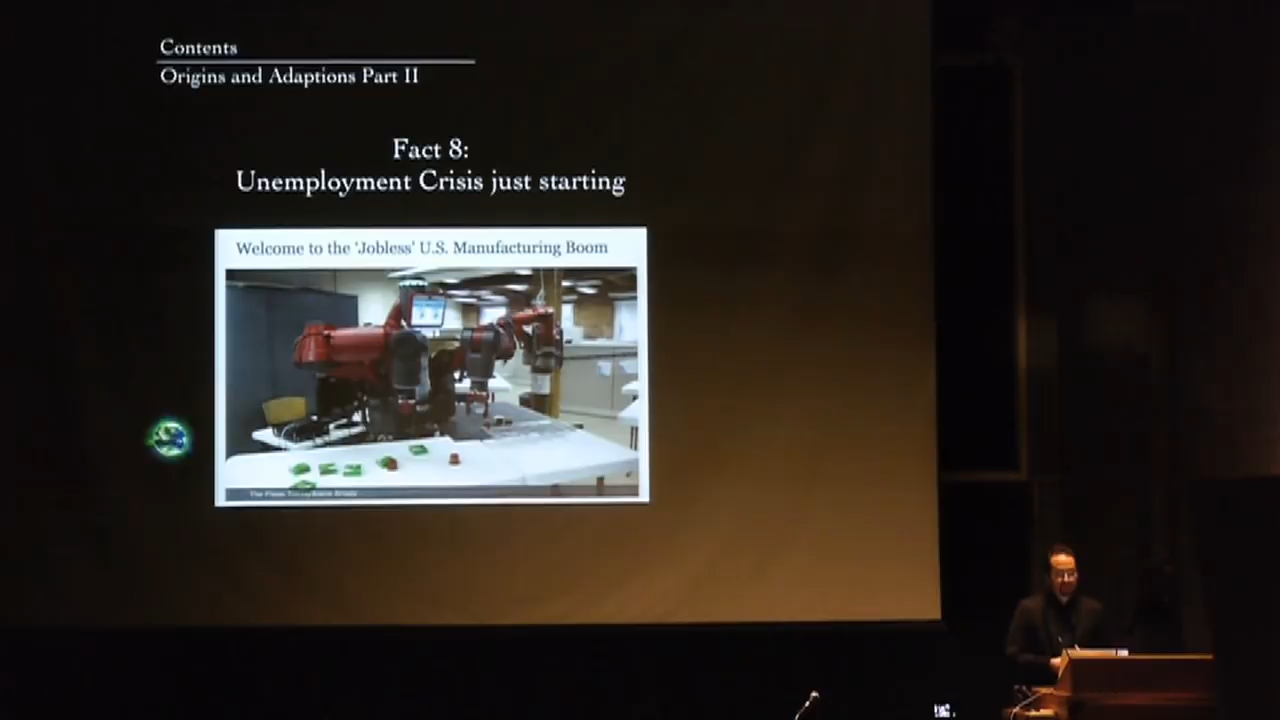 Contents
Origins and Adaptions Part II
Fact 8:
Unemployment Crisis just starting
Welcome to the 'Jobless' U.S. Manufacturing Boom